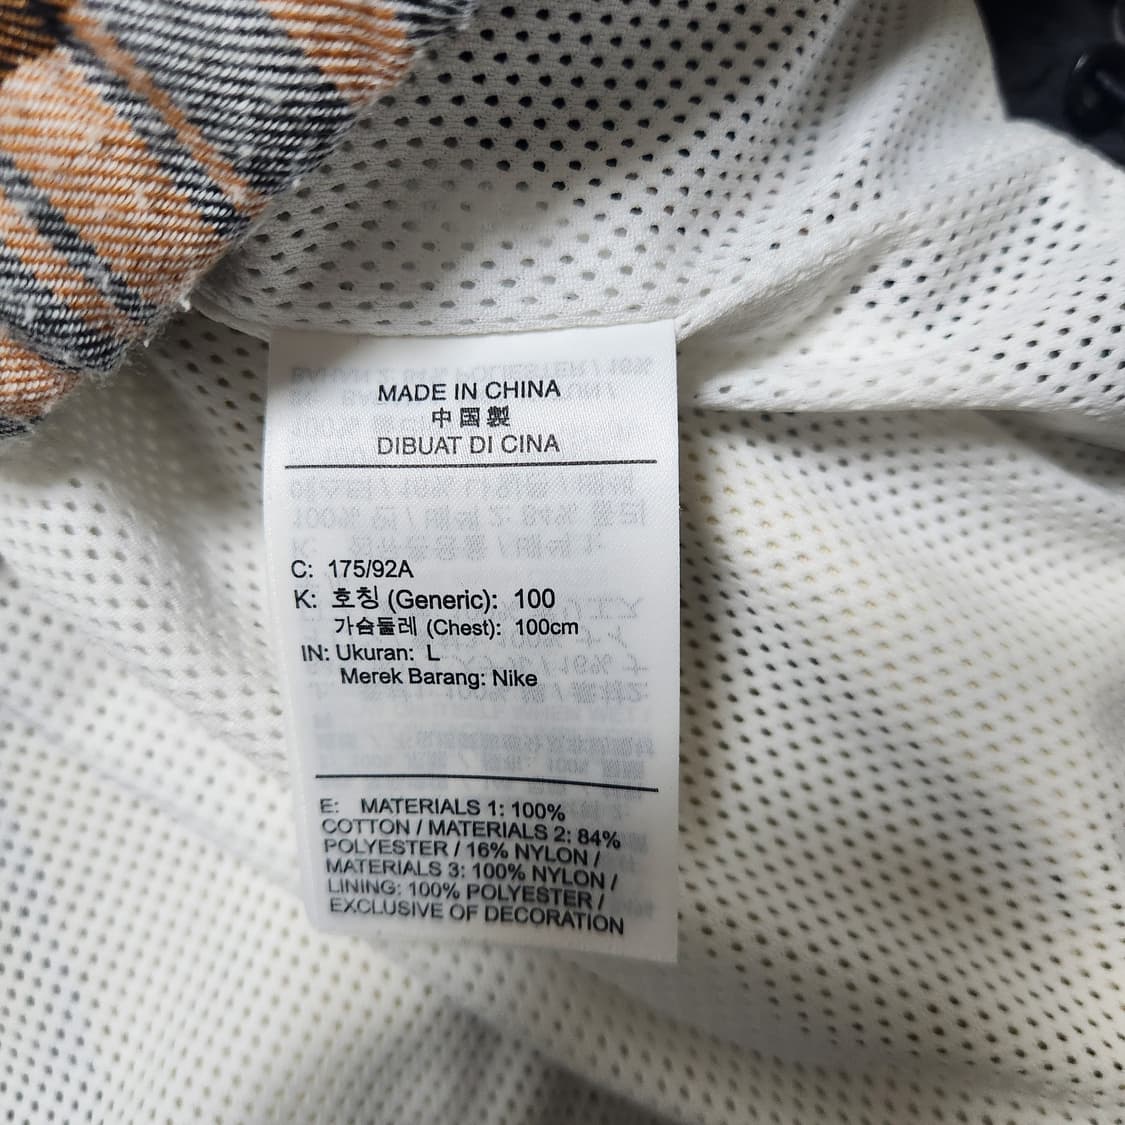 MADE IN CHINA
中国製
DIBUAT DI CINA
C: 175/92A
K: 호칭 (Generic): 100
가슴둘레 (Chest): 100cm
IN: Ukuran: L
Merek Barang: Nike
E: MATERIALS 1: 100%
COTTON / MATERIALS 2: 84%
POLYESTER / 16% NYLON /
MATERIALS 3: 100% NYLON /
LINING: 100% POLYESTER /
EXCLUSIVE OF DECORATION